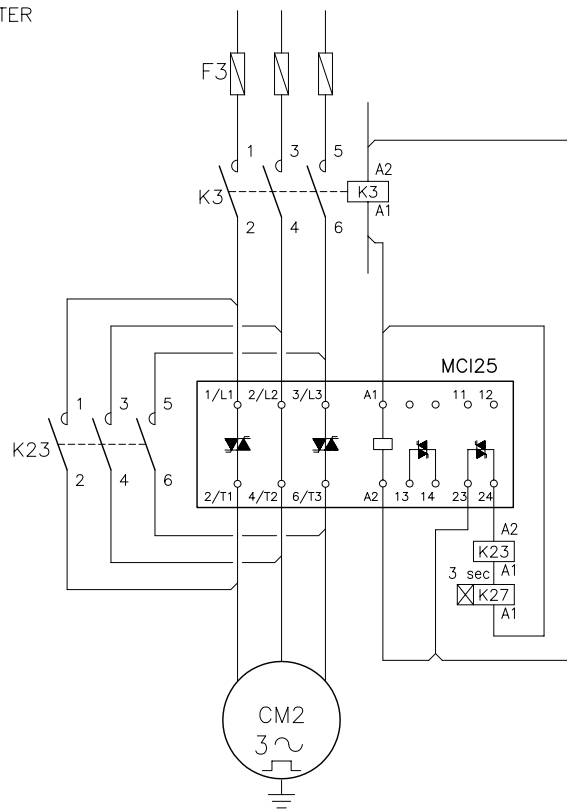 TER
F3
1 3 5
A2
K3
K3
A1
2 4 6
MCI25
1/L1 2/L2 3/L3 A1 11 12
1 3 5
K23
2 4 6
2/T1 4/T2 6/T3 A2 13 14 23 24
A2
K23
A1
3 sec
K27
A1
CM2
3